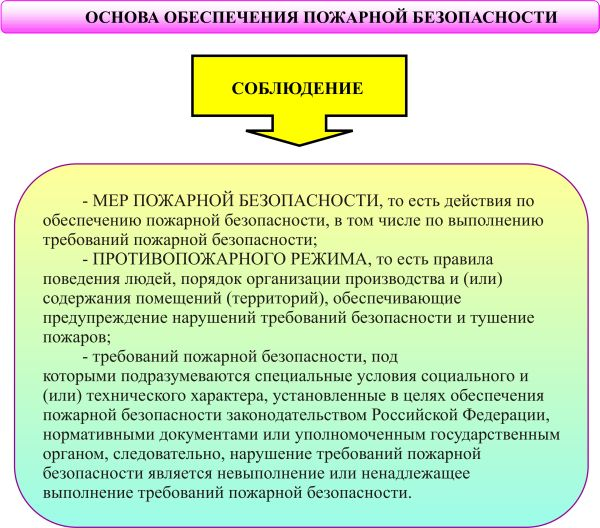 ОСНОВА ОБЕСПЕЧЕНИЯ ПОЖАРНОЙ БЕЗОПАСНОСТИ
СОБЛЮДЕНИЕ
- МЕР ПОЖАРНОЙ БЕЗОПАСНОСТИ, то есть действия по
обеспечению пожарной безопасности, в том числе по выполнению
требований пожарной безопасности;
- ПРОТИВОПОЖАРНОГО РЕЖИМА, то есть правила
поведения людей, порядок организации производства и (или)
содержания помещений (территорий), обеспечивающие
предупреждение нарушений требований безопасности и тушение
пожаров;
- требований пожарной безопасности, под
которыми подразумеваются специальные условия социального и
(или) технического характера, установленные в целях обеспечения
пожарной безопасности законодательством Российской Федерации,
нормативными документами или уполномоченным государственным
органом, следовательно, нарушение требований пожарной
безопасности является невыполнение или ненадлежащее
выполнение требований пожарной безопасности.